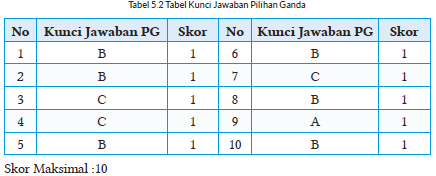 Tabel 5.2 Tabel Kunci Jawaban Pilihan Ganda
No Kunci Jawaban PG Skor No Kunci Jawaban PG Skor
1 B 1 6 B 1
2 B 1 7 C 1
3 C 1 8 B 1
4 C 1 9 A 1
5 B 1 10 B 1
Skor Maksimal :10